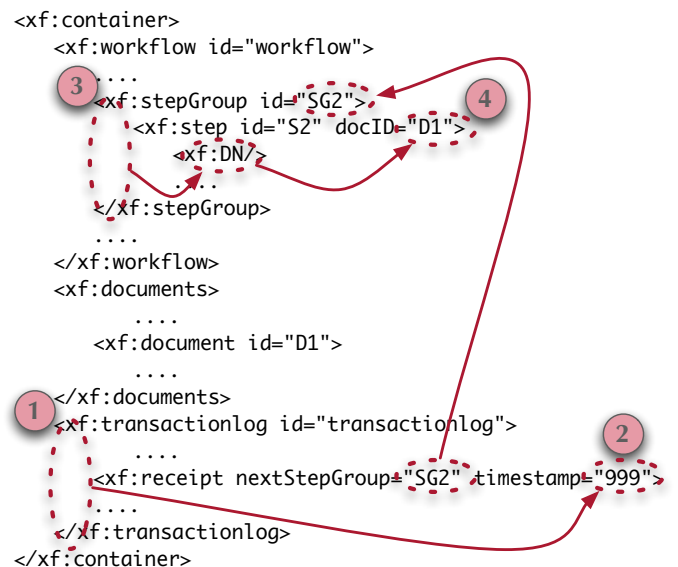 <xf:container>
<xf:workflow id="workflow">
....
3
<xf:stepGroup id="SG2">
4
<xf:step id="S2" docID="D1">
<xf:DN/>
....
</xf:stepGroup>
....
</xf:workflow>
<xf:documents>
....
<xf:document id="D1">
....
</xf:documents>
1
<xf:transactionlog id="transactionlog">
2
....
<xf:receipt nextStepGroup="SG2" timestamp="999">
....
</xf:transactionlog>
</xf:container>